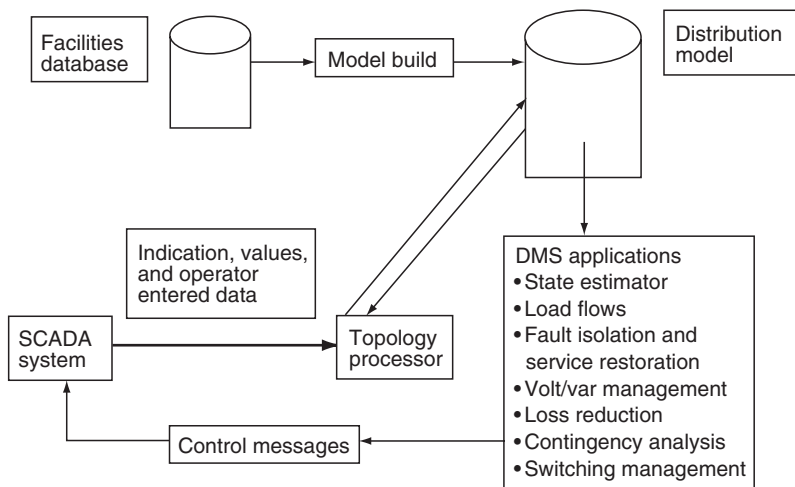 Facilities
database
Model build
Distribution
model
Indication, values,
and operator
entered data
SCADA
system
Topology
processor
Control messages
DMS applications
•State estimator
•Load flows
•Fault isolation and
service restoration
•Volt/var management
•Loss reduction
•Contingency analysis
•Switching management